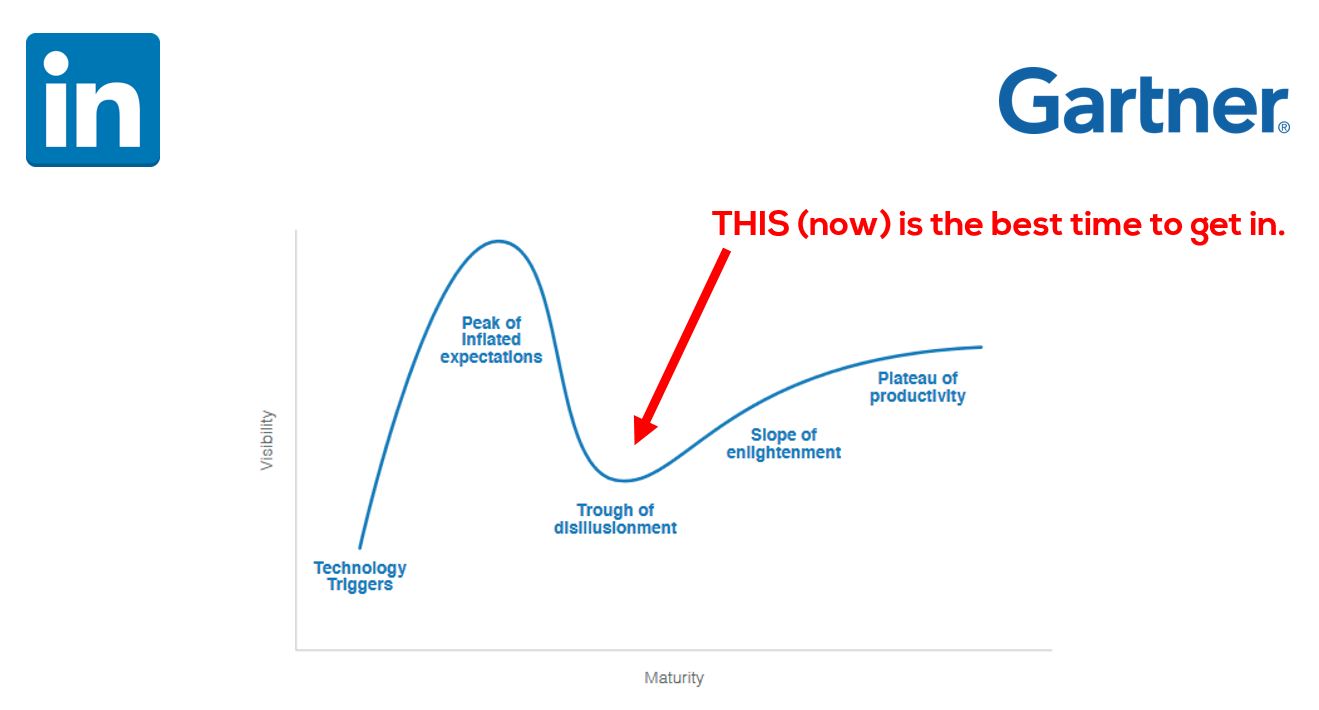 in
Gartner®
THIS (now) is the best time to get in.
Peak of
Inflated
expectations
Plateau of
productivity
Visibility
Slope of
enlightenment
Trough of
disillusionment
Technology
Triggers
Maturity